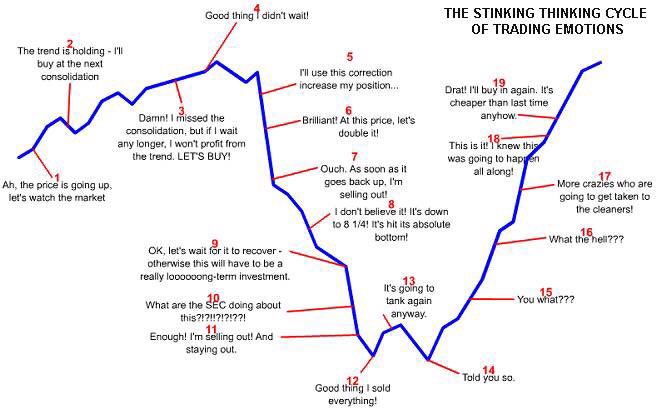 THE STINKING THINKING CYCLE
OF TRADING EMOTIONS
1
Ah, the price is going up,
let's watch the market
2
The trend is holding - I'll
buy at the next
consolidation
3
Damn! I missed the
consolidation, but if I wait
any longer, I won't profit
from the trend. LET'S BUY!
4
Good thing I didn't wait!
5
I'll use this correction
increase my position...
6
Brilliant! At this price, let's
double it!
7
Ouch. As soon as it
goes back up, I'm
selling out!
8
I don't believe it! It's down
to 8 1/4! It's hit its absolute
bottom!
9
OK, let's wait for it to recover -
otherwise this will have to be a
really loooooong-term investment.
10
What are the SEC doing about
this?!?!!?!?!??!
11
Enough! I'm selling out! And
staying out.
12
Good thing I sold
everything!
13
It's going to
tank again
anyway.
14
Told you so.
15
You what???
16
What the hell???
17
More crazies who are
going to get taken to
the cleaners!
18
This is it! I knew this
was going to happen
all along!
19
Drat! I'll buy in again. It's
cheaper than last time
anyhow.